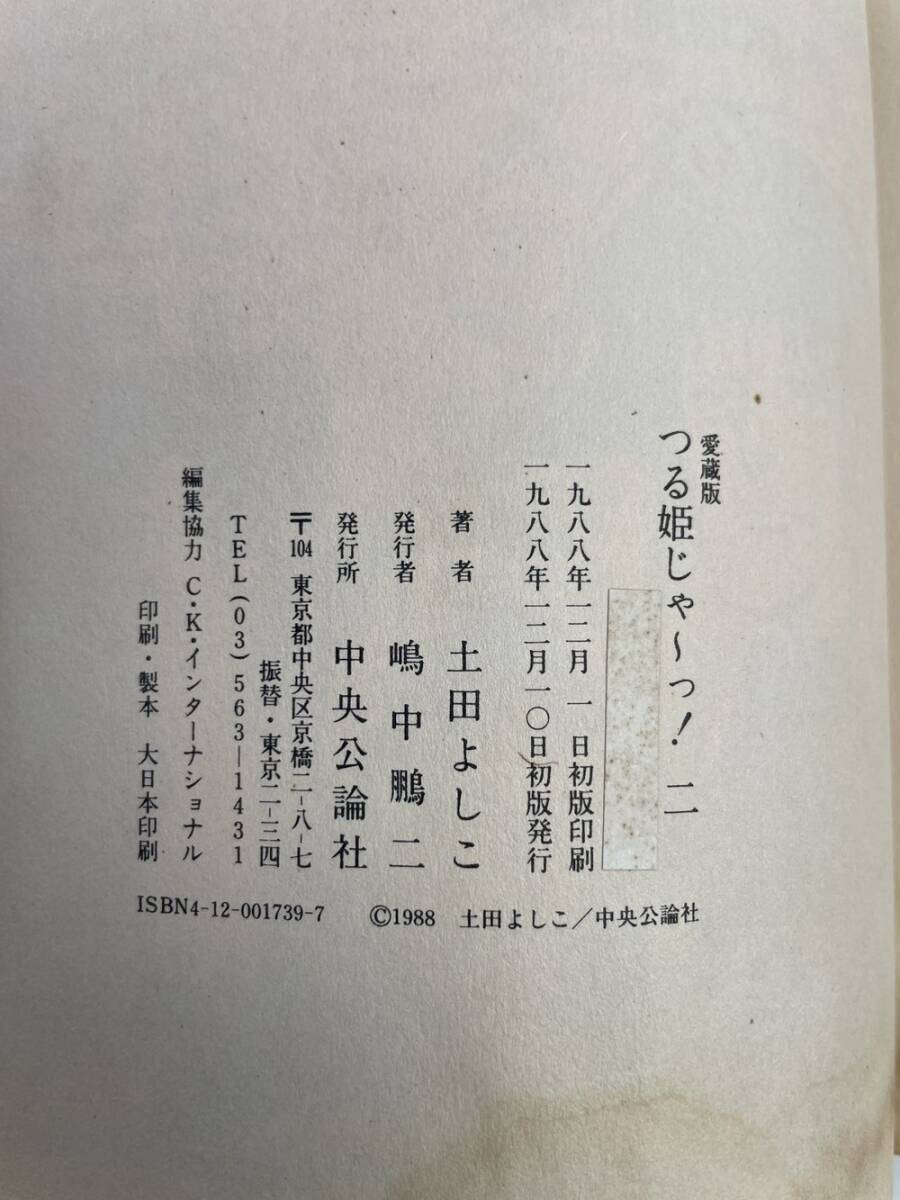 愛蔵版
つる姫じゃ〜っ! 二
一九八八年一二月 一 日初版印刷
一九八八年一二月一〇日初版発行
著者 土田よしこ
発行者 嶋中鵬二
発行所 中央公論社
〒104 東京都中央区京橋二-八-七
振替・東京二-三四
TEL(03)563―1431
編集協力 C・K・インターナショナル
印刷・製本 大日本印刷
ISBN4-12-001739-7 ©1988 土田よしこ/中央公論社